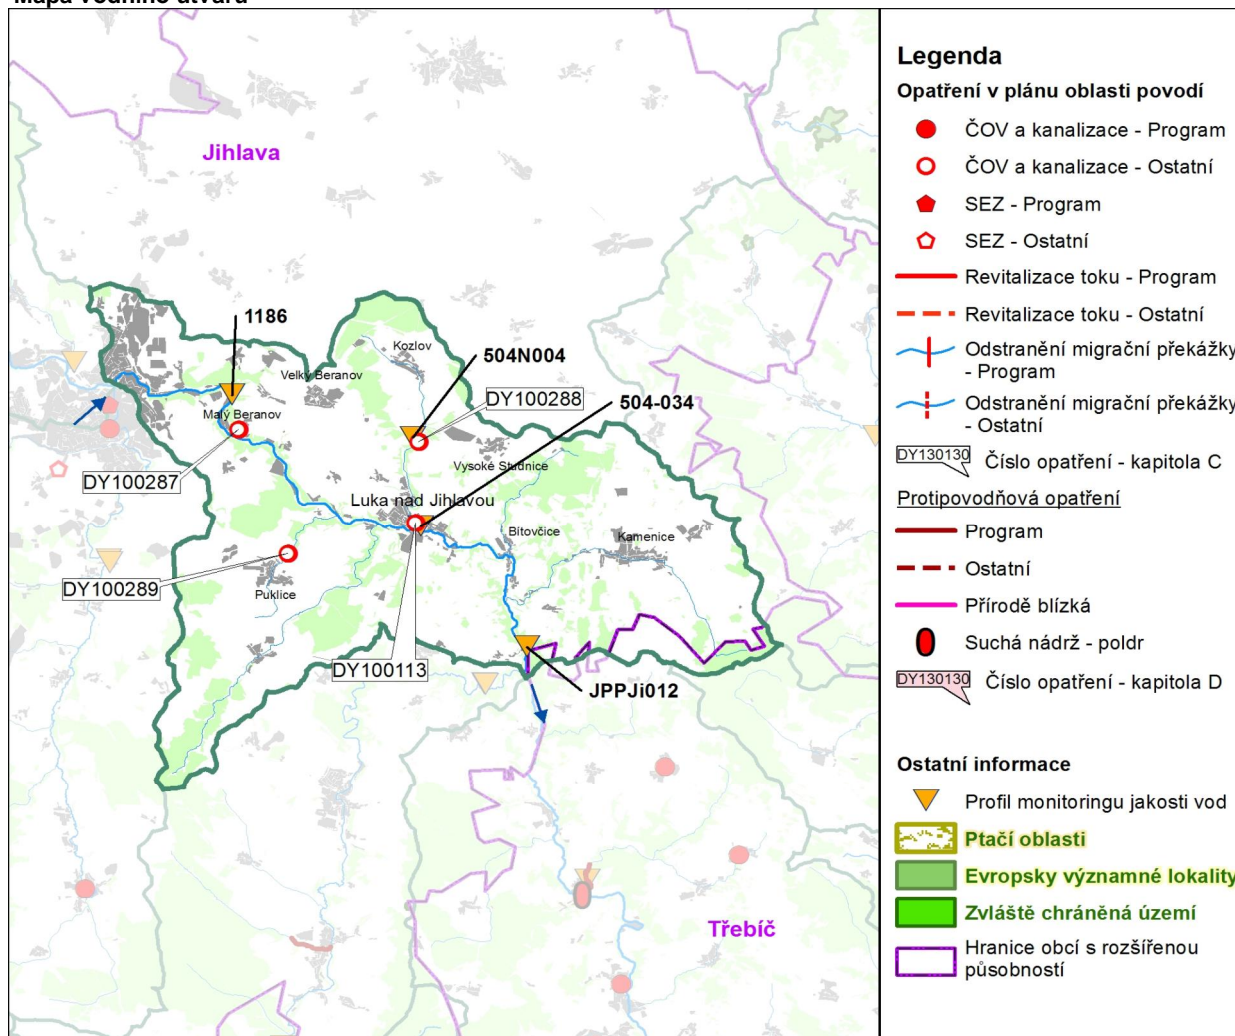 Mapa vodního útvaru
Jihlava
1186
Kozlov
504N004
Velký Beranov
DY100288
504-034
Malý Beranov
Vysoké Studnice
DY100287
Luka nad Jihlavou
Bítovčice
Kamenice
DY100289
Puklice
DY100113
JPPJi012
Třebíč
Legenda
Opatření v plánu oblasti povodí
ČOV a kanalizace - Program
ČOV a kanalizace - Ostatní
SEZ - Program
SEZ - Ostatní
Revitalizace toku - Program
Revitalizace toku - Ostatní
Odstranění migrační překážky
- Program
Odstranění migrační překážky
- Ostatní
DY130130
Číslo opatření - kapitola C
Protipovodňová opatření
Program
Ostatní
Přírodě blízká
Suchá nádrž - poldr
DY130130
Číslo opatření - kapitola D
Ostatní informace
Profil monitoringu jakosti vod
Ptačí oblasti
Evropsky významné lokality
Zvláště chráněná území
Hranice obcí s rozšířenou
působností